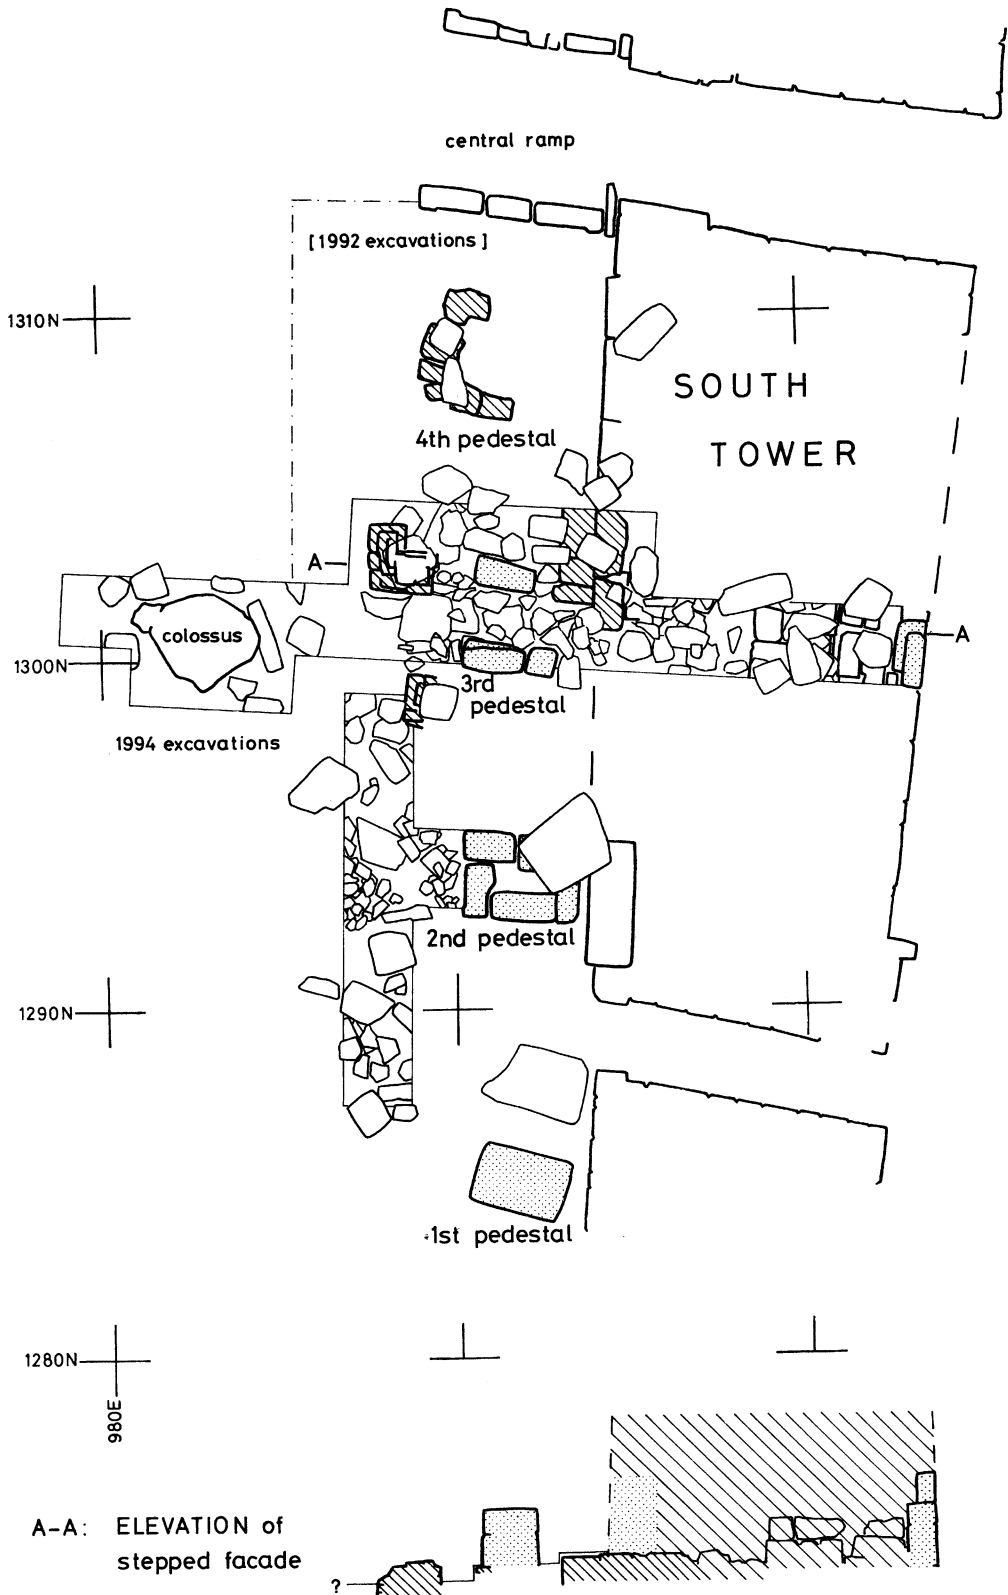 central ramp
[1992 excavations]
1310N
SOUTH
TOWER
4th pedestal
A
colossus
A
1300N
3rd
pedestal
1994 excavations
2nd pedestal
1290N
1st pedestal
1280N
980E
A-A: ELEVATION of
stepped facade
?